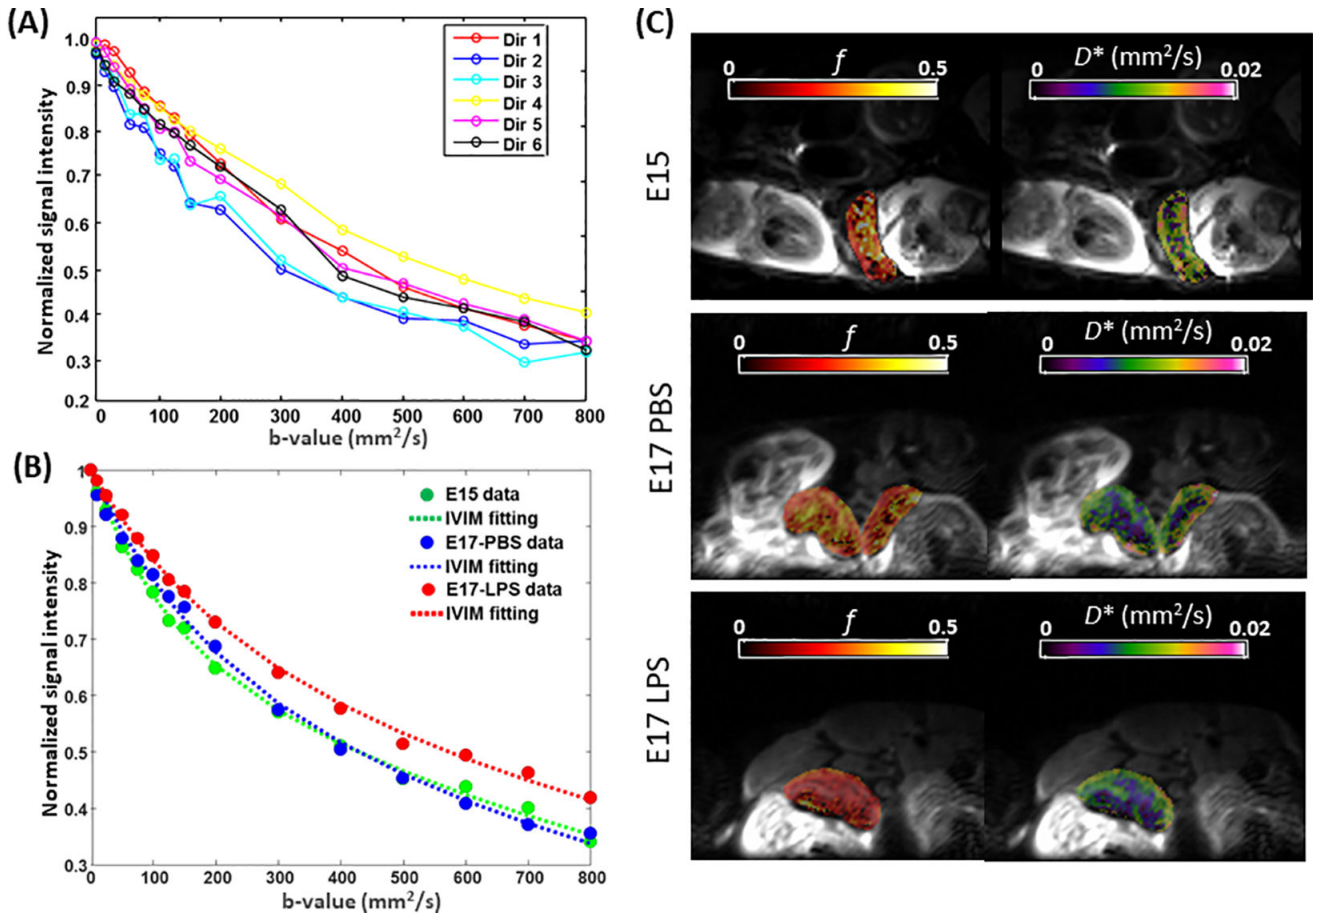 (A)
1.0
0.9
0.8
0.7
0.6
0.5
0.4
0.3
0.2
Normalized signal intensity
0 100 200 300 400 500 600 700 800
b-value (mm²/s)
Dir 1
Dir 2
Dir 3
Dir 4
Dir 5
Dir 6
(B)
1
0.9
0.8
0.7
0.6
0.5
0.4
0.3
Normalized signal intensity
0 100 200 300 400 500 600 700 800
b-value (mm²/s)
E15 data
IVIM fitting
E17-PBS data
IVIM fitting
E17-LPS data
IVIM fitting
(C)
E15
0 f 0.5
0 D* (mm²/s) 0.02
E17 PBS
0 f 0.5
0 D* (mm²/s) 0.02
E17 LPS
0 f 0.5
0 D* (mm²/s) 0.02